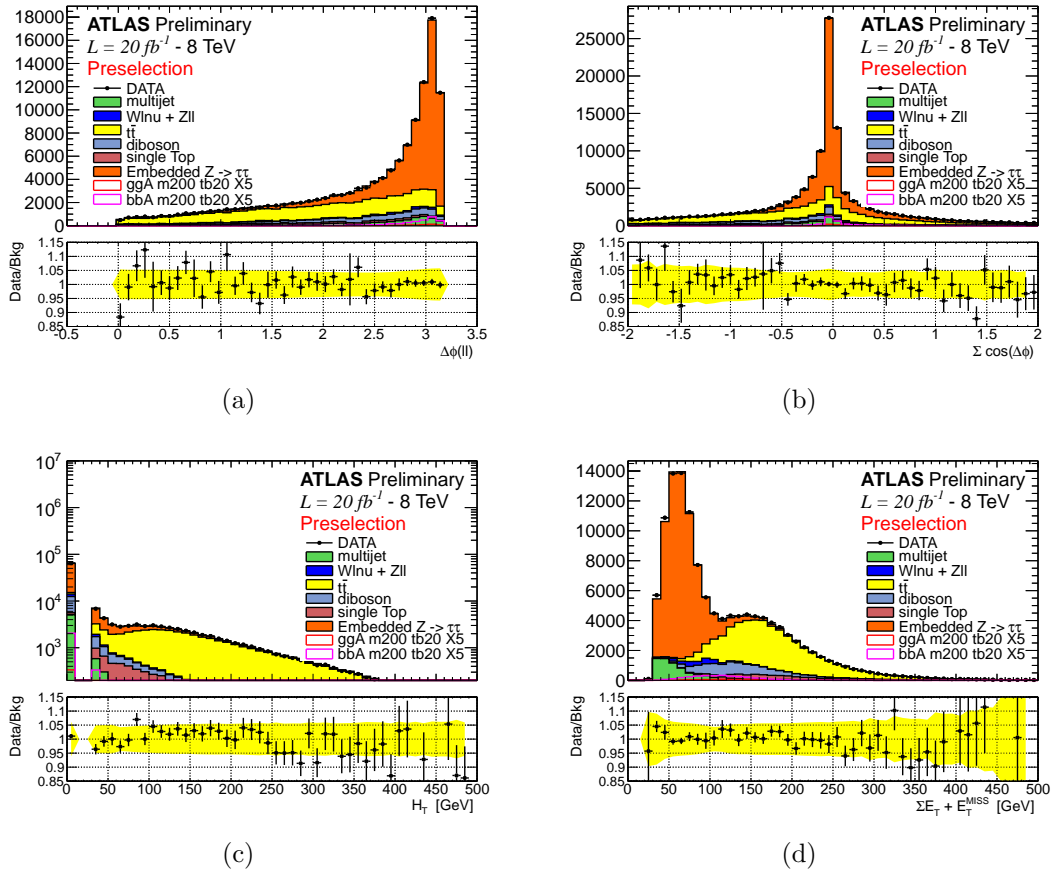 18000
16000
14000
12000
10000
8000
6000
4000
2000
0
ATLAS Preliminary
L = 20 fb⁻¹ - 8 TeV
Preselection
DATA
multijet
Wlnu + Zll
tt̄
diboson
single Top
Embedded Z -> ττ
ggA m200 tb20 X5
bbA m200 tb20 X5
Data/Bkg
1.15
1.1
1.05
1
0.95
0.9
0.85
-0.5 0 0.5 1 1.5 2 2.5 3 3.5
Δϕ(ll)
(a)
25000
20000
15000
10000
5000
0
ATLAS Preliminary
L = 20 fb⁻¹ - 8 TeV
Preselection
DATA
multijet
Wlnu + Zll
tt̄
diboson
single Top
Embedded Z -> ττ
ggA m200 tb20 X5
bbA m200 tb20 X5
Data/Bkg
1.15
1.1
1.05
1
0.95
0.9
0.85
-2 -1.5 -1 -0.5 0 0.5 1 1.5 2
Σ cos(Δϕ)
(b)
10⁷
10⁶
10⁵
10⁴
10³
ATLAS Preliminary
L = 20 fb⁻¹ - 8 TeV
Preselection
DATA
multijet
Wlnu + Zll
tt̄
diboson
single Top
Embedded Z -> ττ
ggA m200 tb20 X5
bbA m200 tb20 X5
Data/Bkg
1.15
1.1
1.05
1
0.95
0.9
0.85
0 50 100 150 200 250 300 350 400 450 500
H_T [GeV]
(c)
14000
12000
10000
8000
6000
4000
2000
0
ATLAS Preliminary
L = 20 fb⁻¹ - 8 TeV
Preselection
DATA
multijet
Wlnu + Zll
tt̄
diboson
single Top
Embedded Z -> ττ
ggA m200 tb20 X5
bbA m200 tb20 X5
Data/Bkg
1.15
1.1
1.05
1
0.95
0.9
0.85
0 50 100 150 200 250 300 350 400 450 500
ΣE_T + E_T^MISS [GeV]
(d)